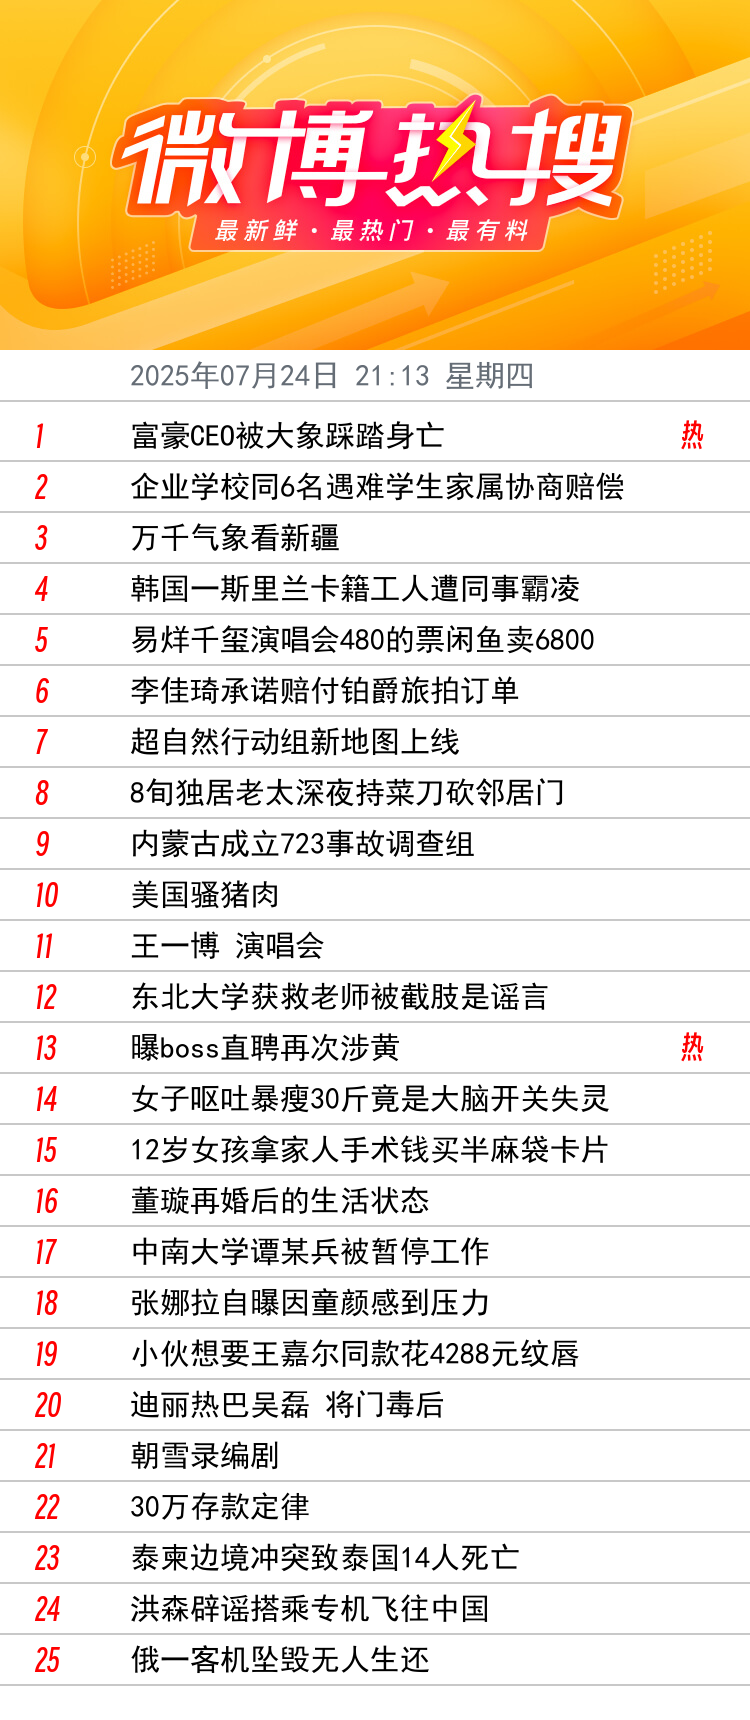 微博热搜
最新鲜·最热门·最有料
2025年07月24日 21:13 星期四
1 富豪CEO被大象踩踏身亡 热
2 企业学校同6名遇难学生家属协商赔偿
3 万千气象看新疆
4 韩国一斯里兰卡籍工人遭同事霸凌
5 易烊千玺演唱会480的票闲鱼卖6800
6 李佳琦承诺赔付铂爵旅拍订单
7 超自然行动组新地图上线
8 8旬独居老太深夜持菜刀砍邻居门
9 内蒙古成立723事故调查组
10 美国骚猪肉
11 王一博 演唱会
12 东北大学获救老师被截肢是谣言
13 曝boss直聘再次涉黄 热
14 女子呕吐暴瘦30斤竟是大脑开关失灵
15 12岁女孩拿家人手术钱买半麻袋卡片
16 董璇再婚后的生活状态
17 中南大学谭某兵被暂停工作
18 张娜拉自曝因童颜感到压力
19 小伙想要王嘉尔同款花4288元纹唇
20 迪丽热巴吴磊 将门毒后
21 朝雪录编剧
22 30万存款定律
23 泰柬边境冲突致泰国14人死亡
24 洪森辟谣搭乘专机飞往中国
25 俄一客机坠毁无人生还